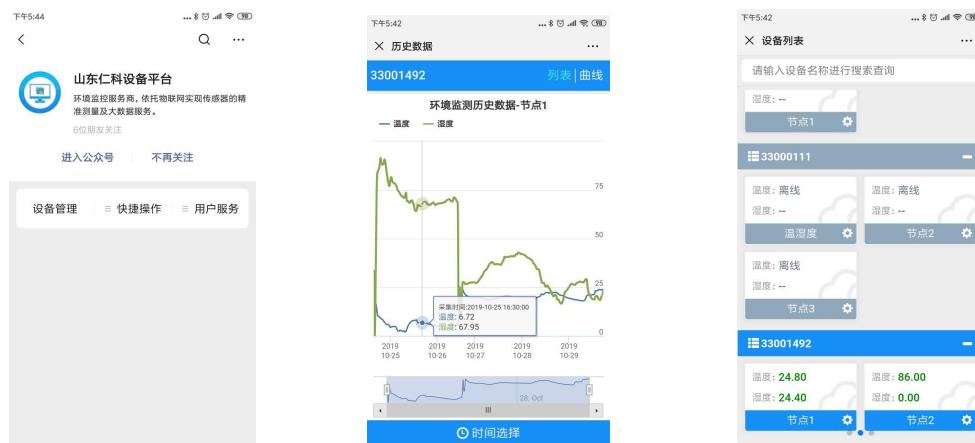 下午5:44
... 98
山东仁科设备平台
环境监控服务商，依托物联网实现传感器的精
准测量及大数据服务。
6位朋友关注
进入公众号 不再关注
设备管理 快捷操作 用户服务
下午5:42
... 98
历史数据
33001492 列表|曲线
环境监测历史数据-节点1
温度 湿度
75
50
25
0
采集时间:2019-10-25 16:30:00
温度: 6.72
湿度: 67.95
2019 2019 2019 2019 2019
10-25 10-26 10-27 10-28 10-29
28. Oct
时间选择
下午5:42
... 98
设备列表
请输入设备名称进行搜索查询
湿度: --
节点1
33000111
温度: 离线 温度: 离线
湿度: -- 湿度: --
温湿度 节点2
温度: 离线
湿度: --
节点3
33001492
温度: 24.80 温度: 86.00
湿度: 24.40 湿度: 0.00
节点1 节点2